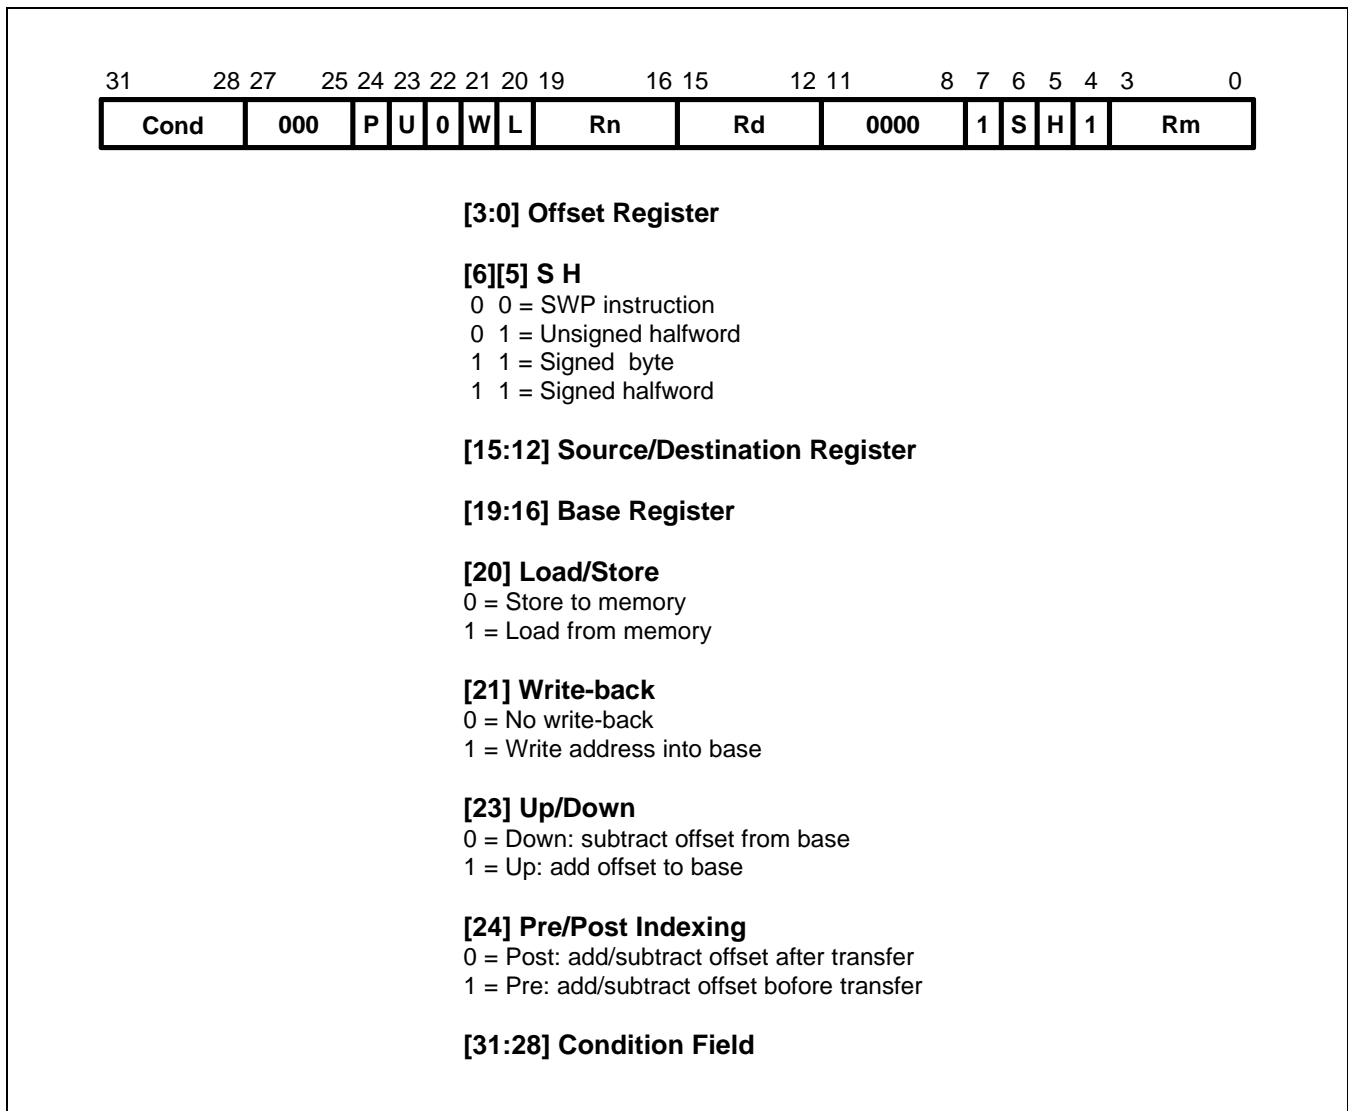 31 28 27 25 24 23 22 21 20 19 16 15 12 11 8 7 6 5 4 3 0
Cond 000 P U 0 W L Rn Rd 0000 1 S H 1 Rm
[3:0] Offset Register
[6][5] S H
0 0 = SWP instruction
0 1 = Unsigned halfword
1 1 = Signed byte
1 1 = Signed halfword
[15:12] Source/Destination Register
[19:16] Base Register
[20] Load/Store
0 = Store to memory
1 = Load from memory
[21] Write-back
0 = No write-back
1 = Write address into base
[23] Up/Down
0 = Down: subtract offset from base
1 = Up: add offset to base
[24] Pre/Post Indexing
0 = Post: add/subtract offset after transfer
1 = Pre: add/subtract offset bofore transfer
[31:28] Condition Field